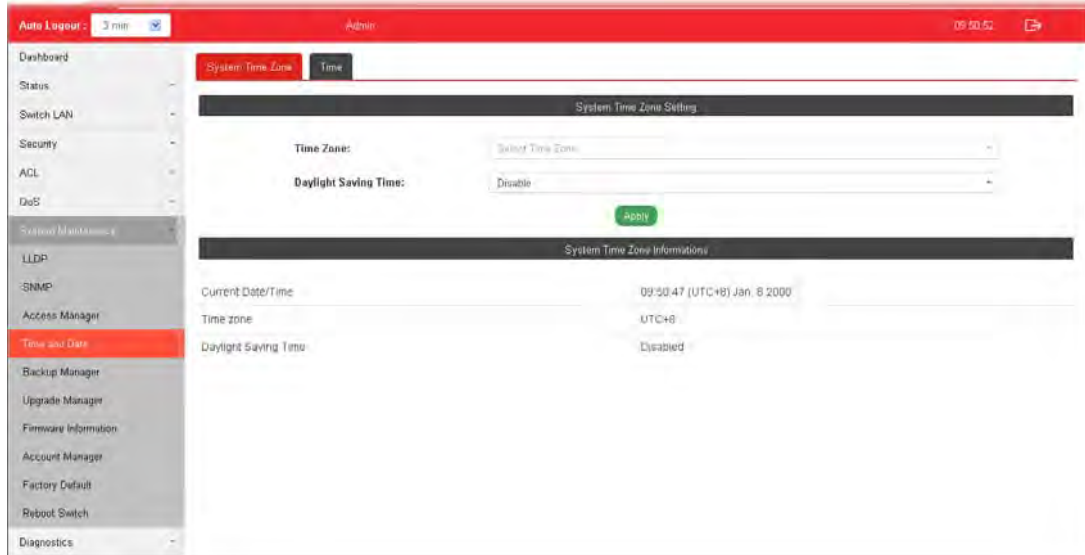 Auto Logout : 3 min Admin 09:50:52
Dashboard
Status
Switch LAN
Security
ACL
QoS
System Maintenance
LLDP
SNMP
Access Manager
Time and Date
Backup Manager
Upgrade Manager
Firmware Information
Account Manager
Factory Default
Reboot Switch
Diagnostics
System Time Zone Time
System Time Zone Setting
Time Zone: Select Time Zone
Daylight Saving Time: Disable
Apply
System Time Zone Informations
Current Date/Time 09:50:47 (UTC+8) Jan. 8 2000
Time zone UTC+8
Daylight Saving Time Disabled